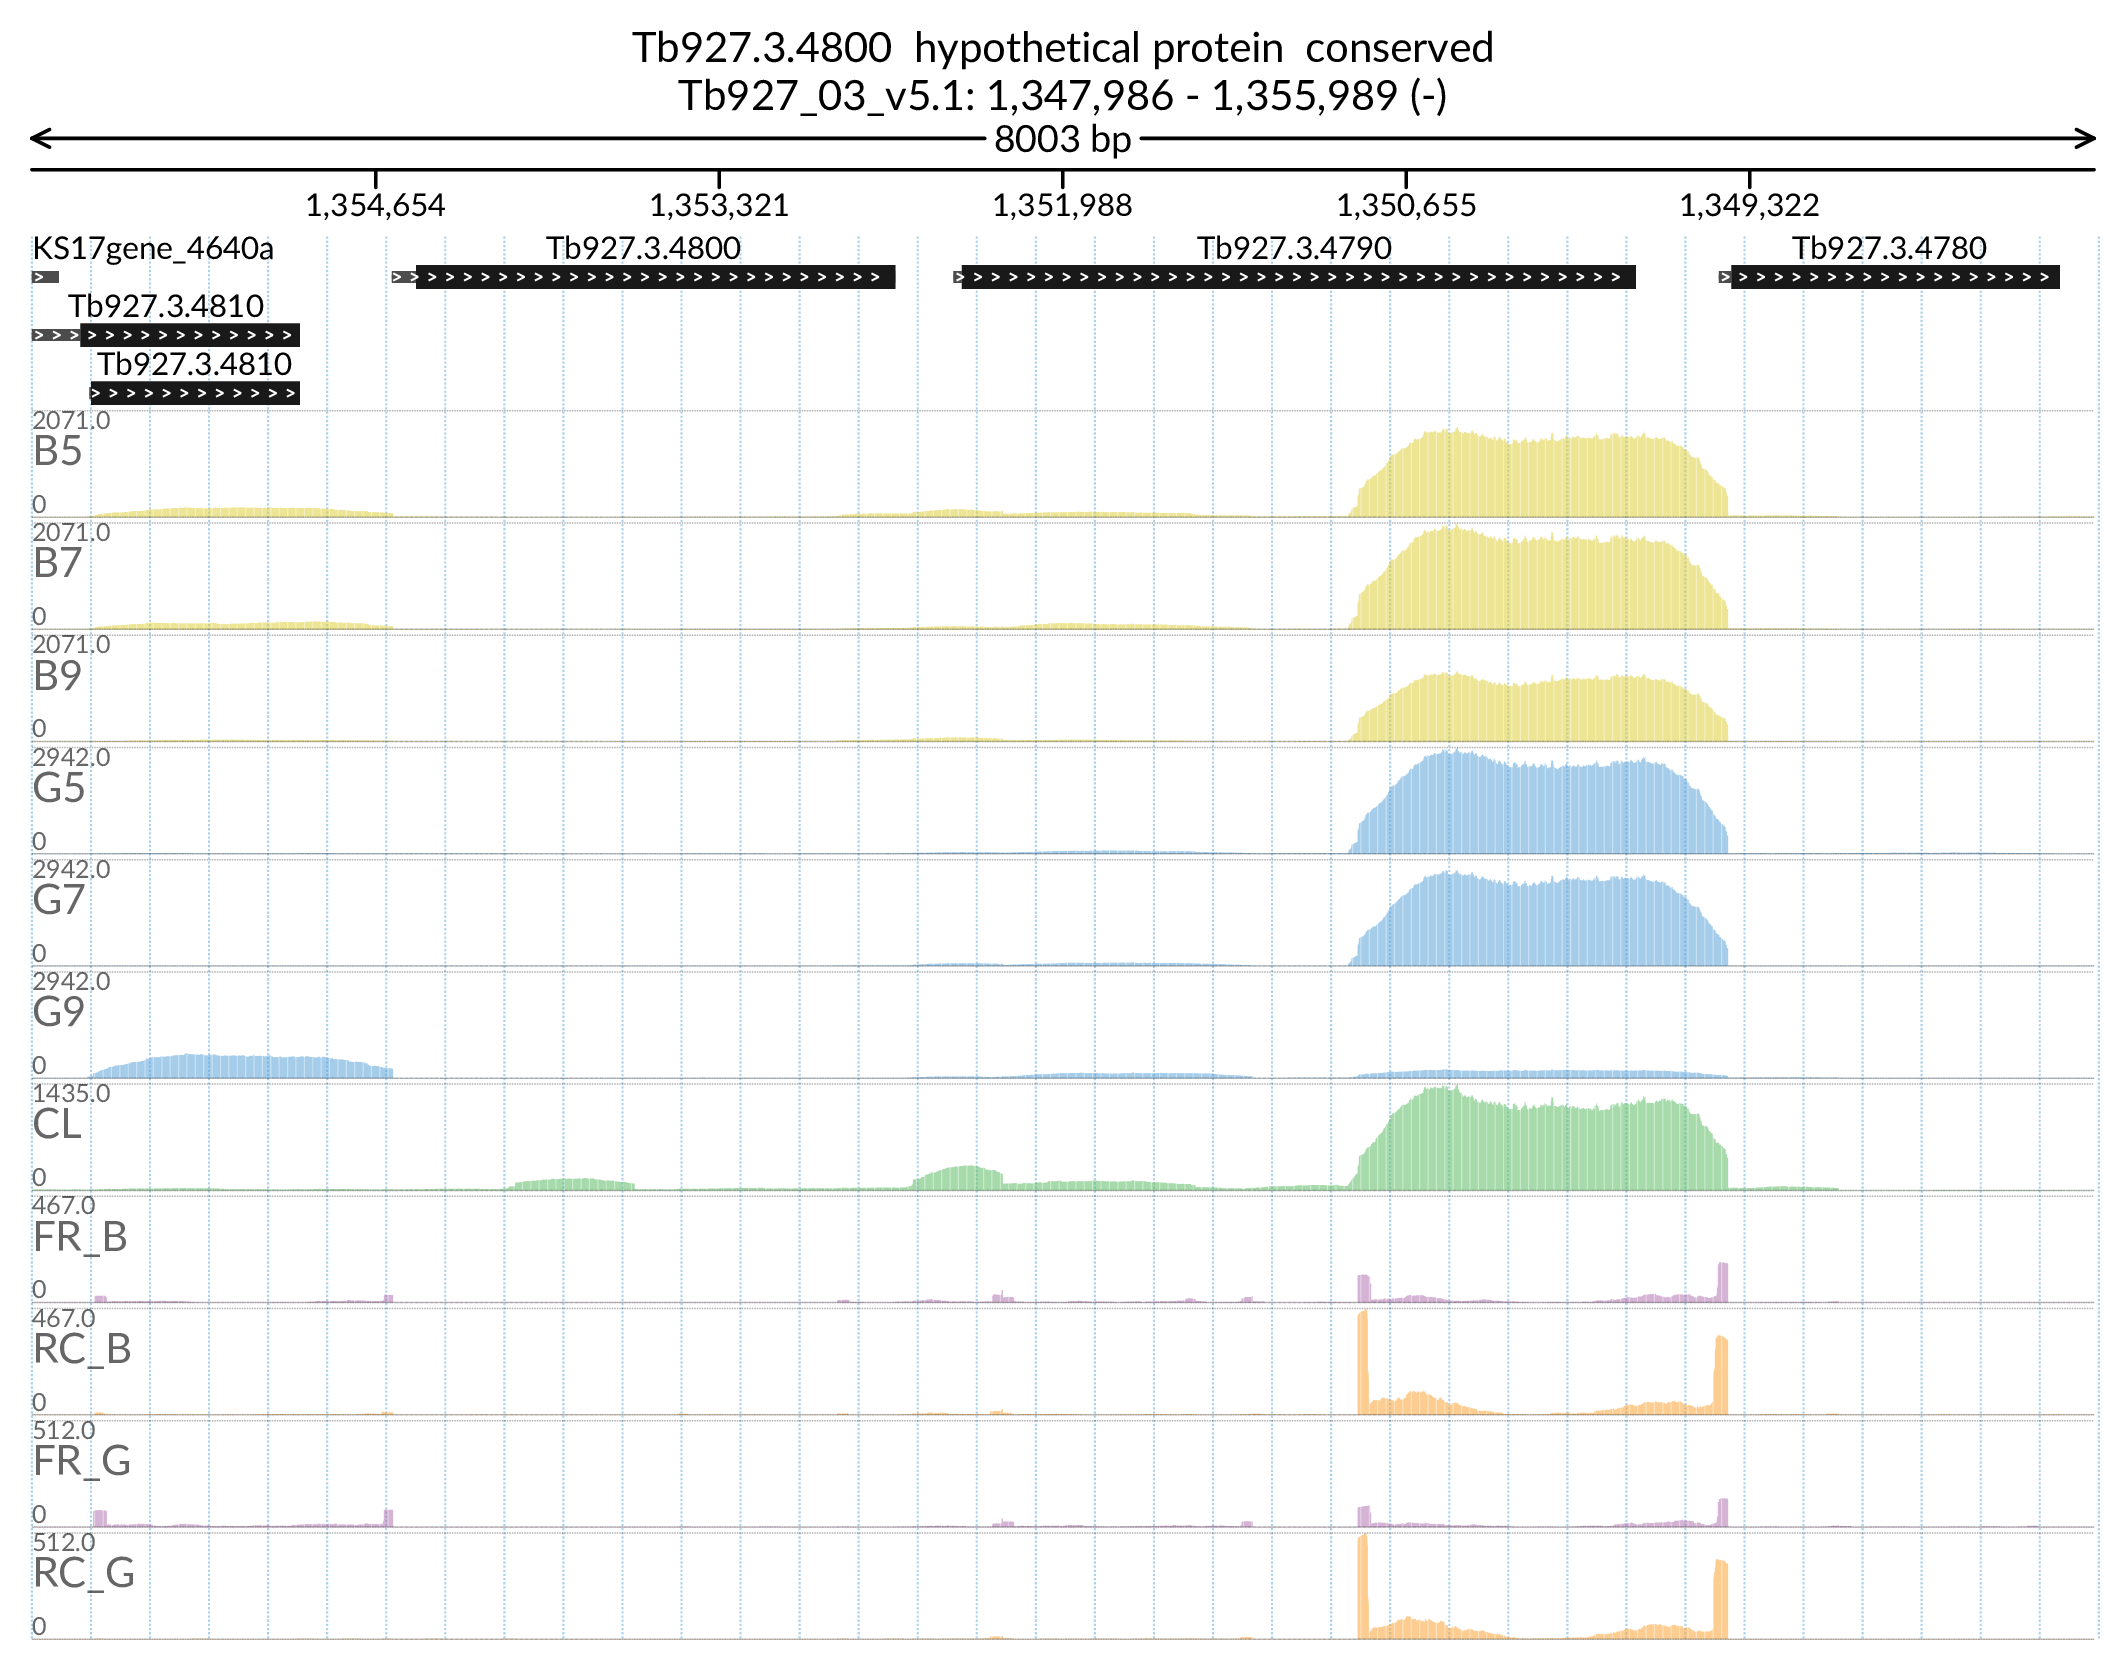 Tb927.3.4800  hypothetical protein  conserved
Tb927_03_v5.1: 1,347,986 - 1,355,989 (-)
8003 bp
1,354,654 1,353,321 1,351,988 1,350,655 1,349,322
KS17gene_4640a Tb927.3.4800 Tb927.3.4790 Tb927.3.4780
Tb927.3.4810
Tb927.3.4810
2071.0
B5
0
2071.0
B7
0
2071.0
B9
0
2942.0
G5
0
2942.0
G7
0
2942.0
G9
0
1435.0
CL
0
467.0
FR_B
0
467.0
RC_B
0
512.0
FR_G
0
512.0
RC_G
0